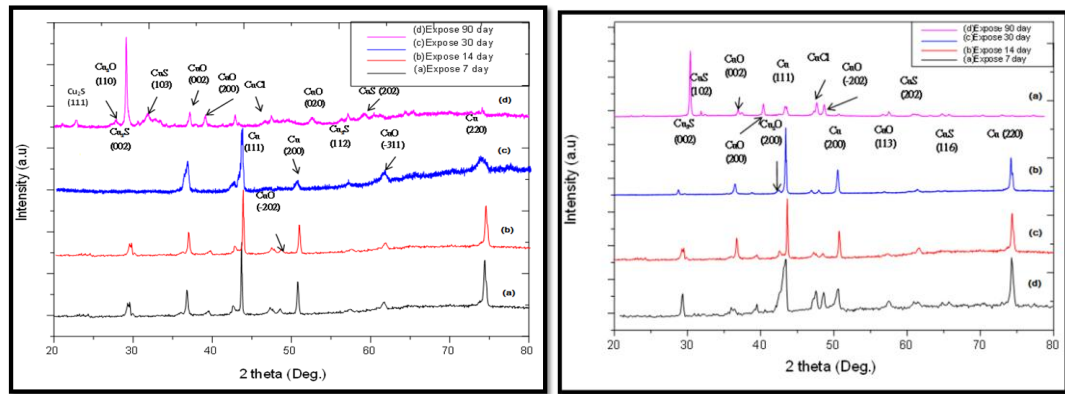 (d)Expose 90 day
(c)Expose 30 day
(b)Expose 14 day
(a)Expose 7 day
Cu₂O
(110)
CuS
(103)
CuO
(002)
CuO
(200)
CuCl
CuO
(020)
CuS (202)
Cu₂S
(111)
(d)
Cu₂S
(002)
Cu
(111)
Cu
(200)
Cu₂S
(112)
CuO
(-311)
Cu
(220)
(c)
CuO
(-202)
(b)
(a)
Intensity (a.u)
20 30 40 50 60 70 80
2 theta (Deg.)
(d)Expose 90 day
(c)Expose 30 day
(b)Expose 14 day
(a)Expose 7 day
CuS
(102)
CuO
(002)
Cu
(111)
CuCl
CuO
(-202)
CuS
(202)
(a)
Cu₂S
(002)
CuO
(200)
Cu₂O
(200)
Cu
(200)
CuO
(113)
CuS
(116)
Cu (220)
(b)
(c)
(d)
Intensity (a.u)
20 30 40 50 60 70 80
2 theta (Deg.)